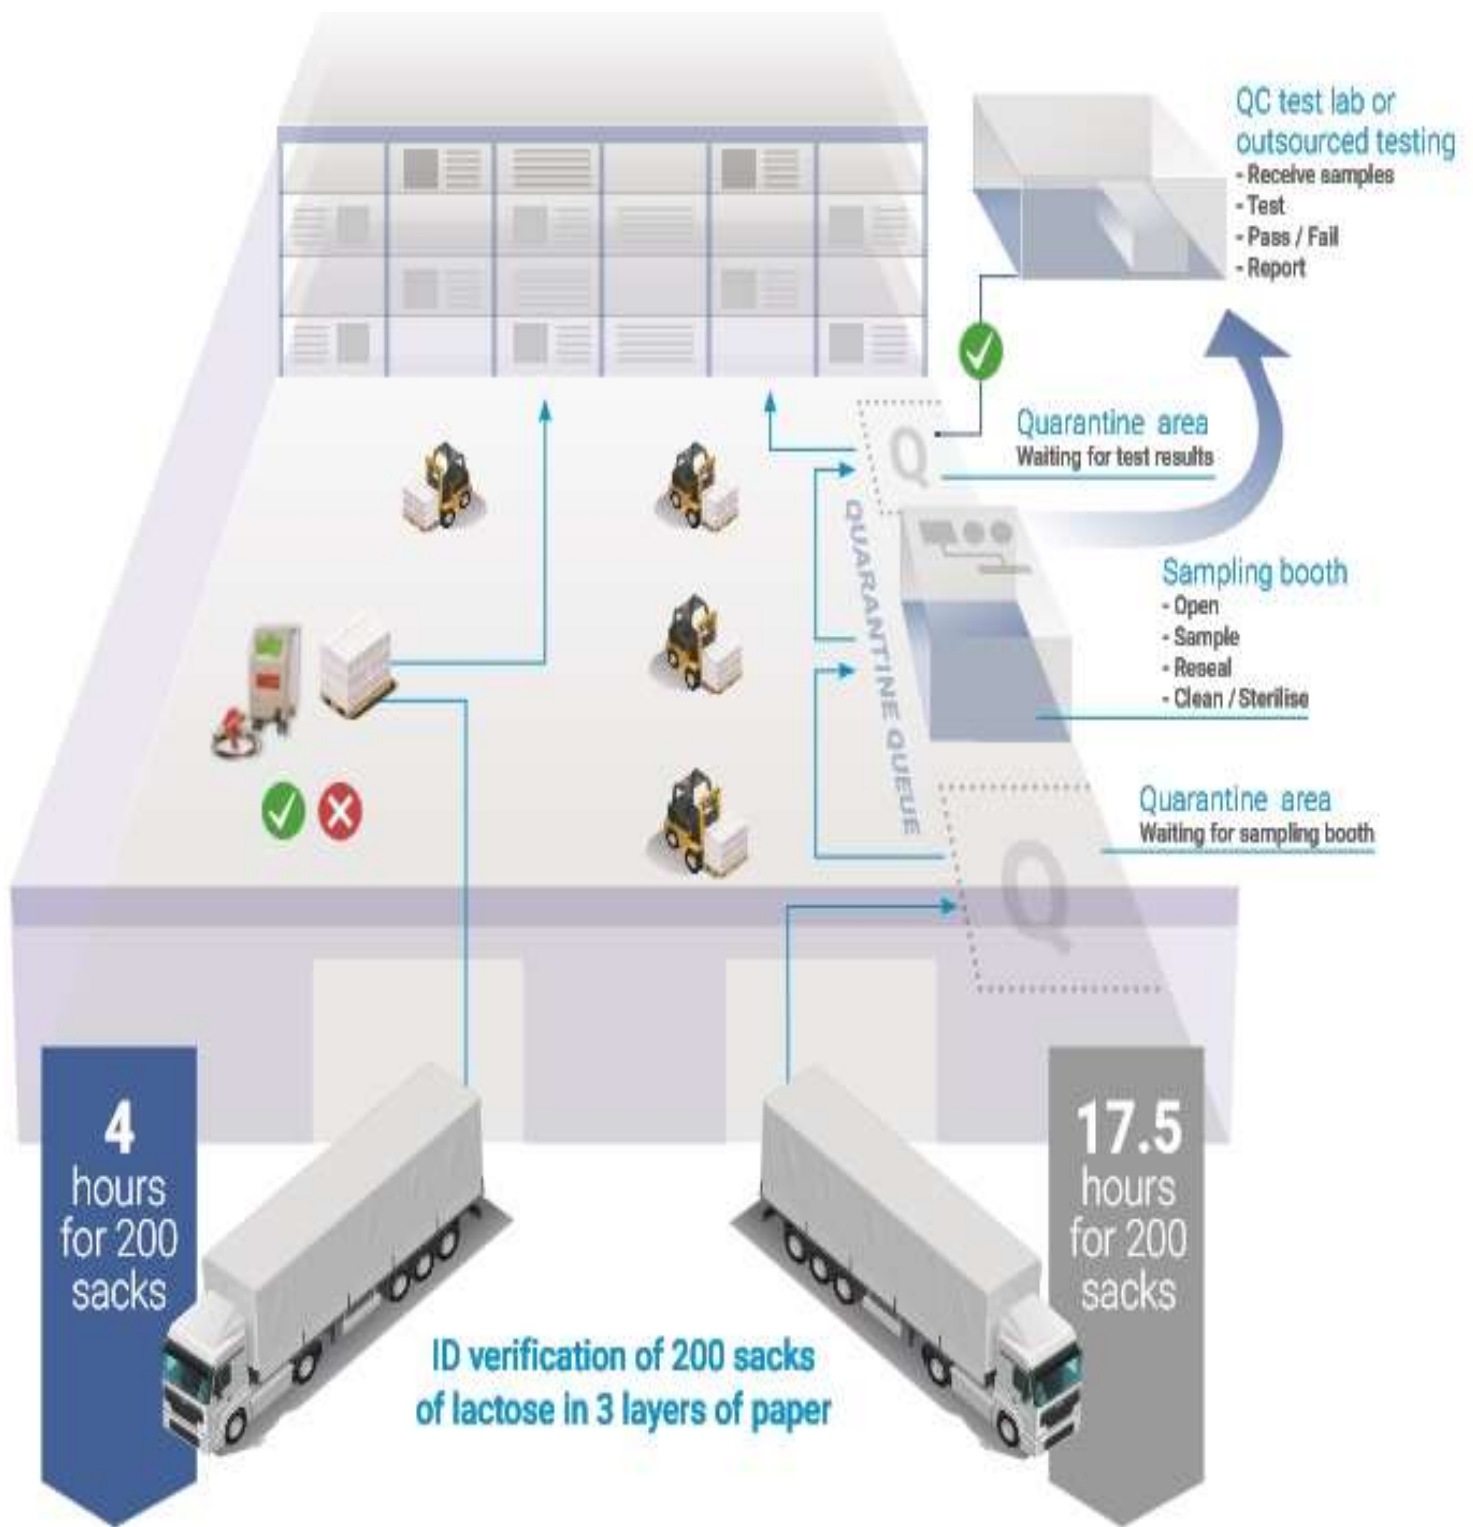 QC test lab or
outsourced testing
- Receive samples
- Test
- Pass / Fail
- Report
Quarantine area
Waiting for test results
Q
QUARANTINE QUEUE
Sampling booth
- Open
- Sample
- Reseal
- Clean / Sterilise
Quarantine area
Waiting for sampling booth
Q
4
hours
for 200
sacks
17.5
hours
for 200
sacks
ID verification of 200 sacks
of lactose in 3 layers of paper